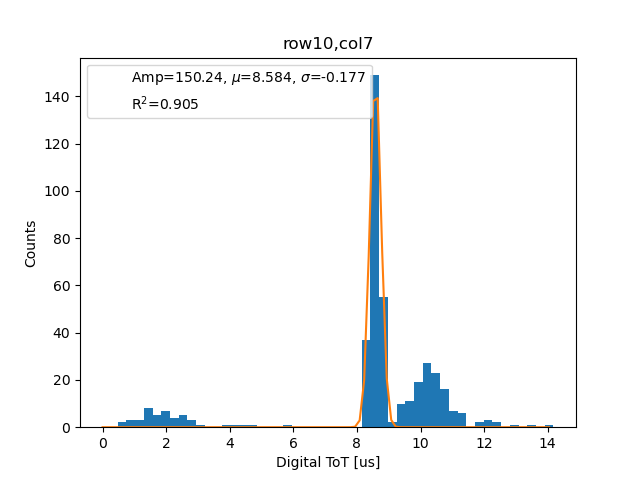 row10,col7
Amp=150.24, μ=8.584, σ=-0.177
R²=0.905
140
120
100
80
60
40
20
0
Counts
0 2 4 6 8 10 12 14
Digital ToT [us]